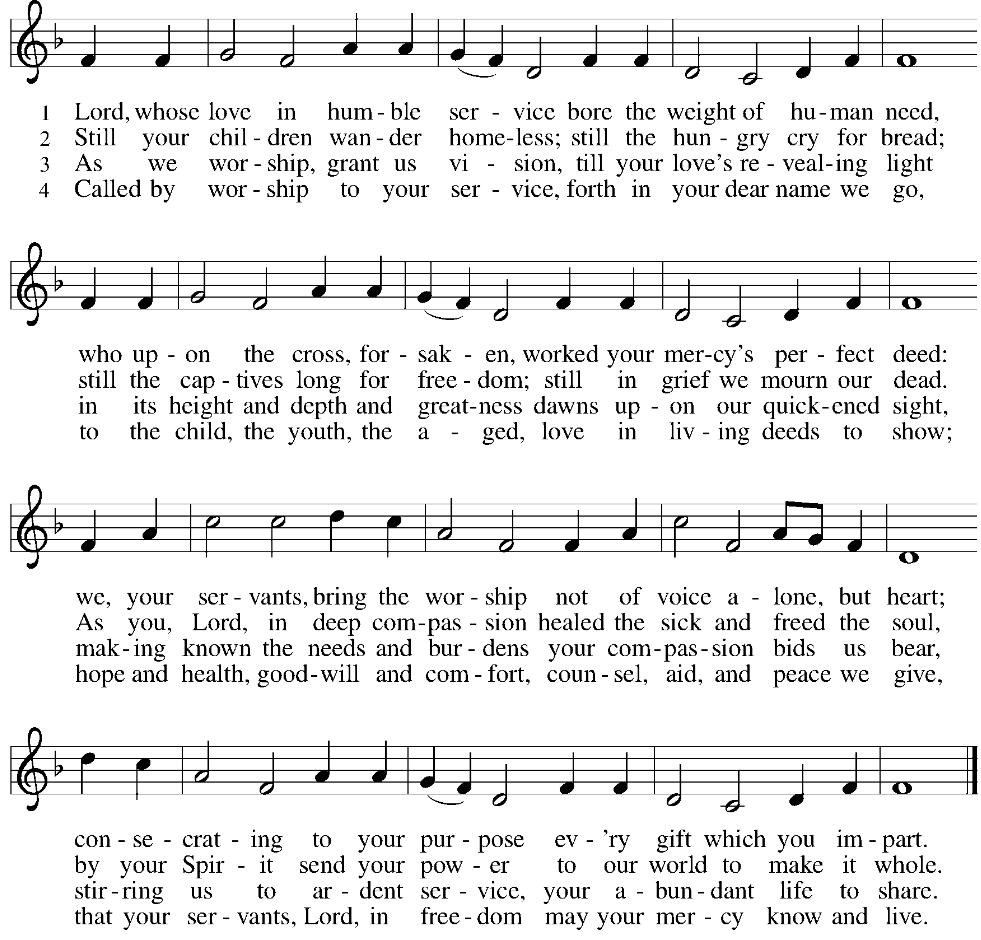 1 Lord, whose love in hum - ble ser - vice bore the weight of hu - man need,
2 Still your chil - dren wan - der home - less; still the hun - gry cry for bread;
3 As we wor - ship, grant us vi - sion, till your love's re - veal - ing light
4 Called by wor - ship to your ser - vice, forth in your dear name we go,
who up - on the cross, for - sak - en, worked your mer - cy's per - fect deed:
still the cap - tives long for free - dom; still in grief we mourn our dead.
in its height and depth and great - ness dawns up - on our quick - ened sight,
to the child, the youth, the a - ged, love in liv - ing deeds to show;
we, your ser - vants, bring the wor - ship not of voice a - lone, but heart;
As you, Lord, in deep com - pas - sion healed the sick and freed the soul,
mak - ing known the needs and bur - dens your com - pas - sion bids us bear,
hope and health, good - will and com - fort, coun - sel, aid, and peace we give,
con - se - crat - ing to your pur - pose ev - 'ry gift which you im - part.
by your Spir - it send your pow - er to our world to make it whole.
stir - ring us to ar - dent ser - vice, your a - bun - dant life to share.
that your ser - vants, Lord, in free - dom may your mer - cy know and live.